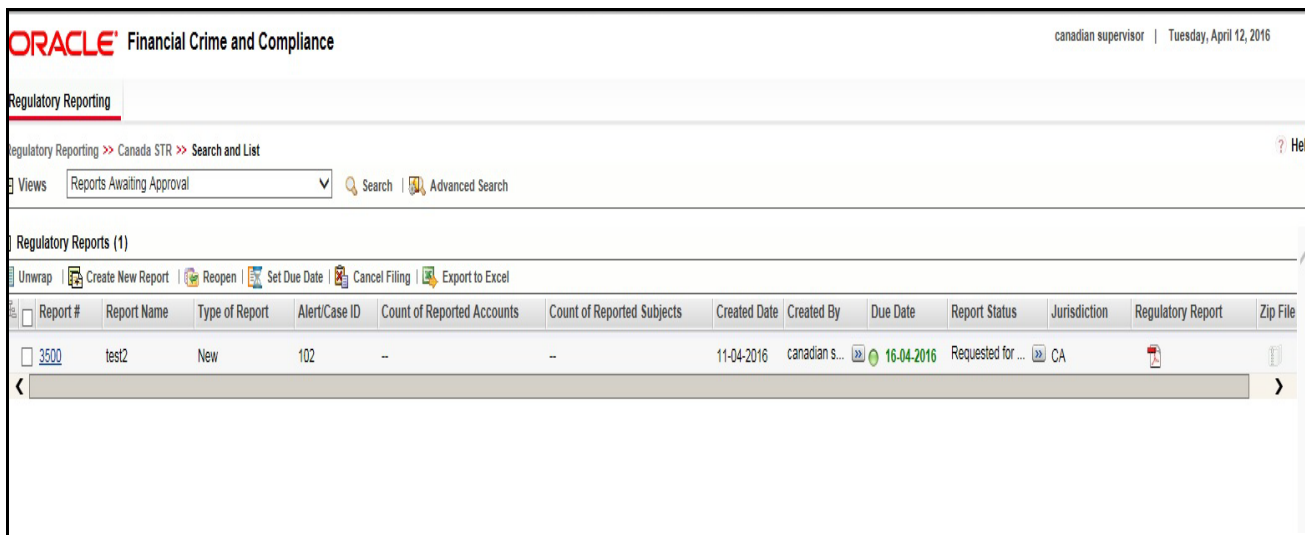 ORACLE® Financial Crime and Compliance
canadian supervisor | Tuesday, April 12, 2016
Regulatory Reporting
Regulatory Reporting >> Canada STR >> Search and List
? Hel
Views Reports Awaiting Approval Search | Advanced Search
Regulatory Reports (1)
Unwrap | Create New Report | Reopen | Set Due Date | Cancel Filing | Export to Excel
Report # Report Name Type of Report Alert/Case ID Count of Reported Accounts Count of Reported Subjects Created Date Created By Due Date Report Status Jurisdiction Regulatory Report Zip File
3500 test2 New 102 -- -- 11-04-2016 canadian s... >> 16-04-2016 Requested for ... >> CA